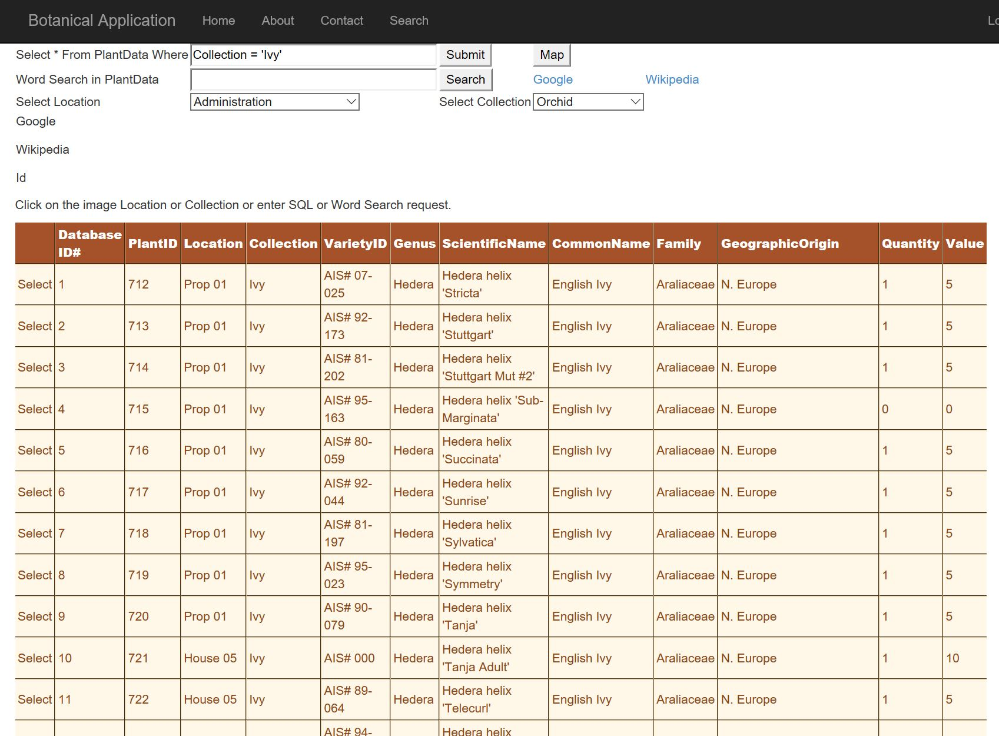 Botanical Application Home About Contact Search Lo
Select * From PlantData Where Collection = 'Ivy' Submit Map
Word Search in PlantData Search Google Wikipedia
Select Location Administration Select Collection Orchid
Google
Wikipedia
Id
Click on the image Location or Collection or enter SQL or Word Search request.
Database ID# PlantID Location Collection VarietyID Genus ScientificName CommonName Family GeographicOrigin Quantity Value
Select 1 712 Prop 01 Ivy AIS# 07-025 Hedera Hedera helix 'Stricta' English Ivy Araliaceae N. Europe 1 5
Select 2 713 Prop 01 Ivy AIS# 92-173 Hedera Hedera helix 'Stuttgart' English Ivy Araliaceae N. Europe 1 5
Select 3 714 Prop 01 Ivy AIS# 81-202 Hedera Hedera helix 'Stuttgart Mut #2' English Ivy Araliaceae N. Europe 1 5
Select 4 715 Prop 01 Ivy AIS# 95-163 Hedera Hedera helix 'Sub-Marginata' English Ivy Araliaceae N. Europe 0 0
Select 5 716 Prop 01 Ivy AIS# 80-059 Hedera Hedera helix 'Succinata' English Ivy Araliaceae N. Europe 1 5
Select 6 717 Prop 01 Ivy AIS# 92-044 Hedera Hedera helix 'Sunrise' English Ivy Araliaceae N. Europe 1 5
Select 7 718 Prop 01 Ivy AIS# 81-197 Hedera Hedera helix 'Sylvatica' English Ivy Araliaceae N. Europe 1 5
Select 8 719 Prop 01 Ivy AIS# 95-023 Hedera Hedera helix 'Symmetry' English Ivy Araliaceae N. Europe 1 5
Select 9 720 Prop 01 Ivy AIS# 90-079 Hedera Hedera helix 'Tanja' English Ivy Araliaceae N. Europe 1 5
Select 10 721 House 05 Ivy AIS# 000 Hedera Hedera helix 'Tanja Adult' English Ivy Araliaceae N. Europe 1 10
Select 11 722 House 05 Ivy AIS# 89-064 Hedera Hedera helix 'Telecurl' English Ivy Araliaceae N. Europe 1 5
AIS# 94- Hedera helix